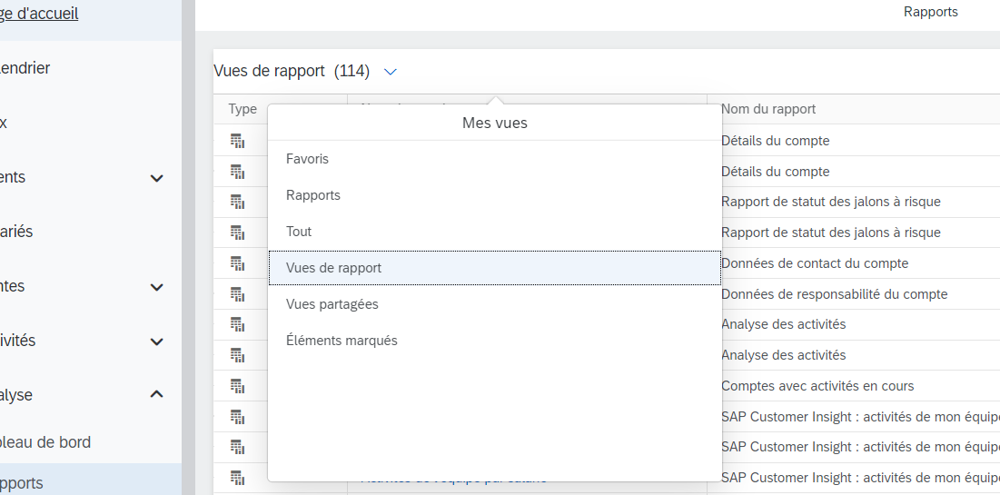 ge d'accueil
Rapports
endrier
Vues de rapport (114)
Type
Nom du rapport
x
Mes vues
Détails du compte
Favoris
Détails du compte
ents
Rapports
Rapport de statut des jalons à risque
ariés
Tout
Rapport de statut des jalons à risque
Vues de rapport
Données de contact du compte
ntes
Données de responsabilité du compte
Vues partagées
Analyse des activités
ivités
Éléments marqués
Analyse des activités
alyse
Comptes avec activités en cours
SAP Customer Insight : activités de mon équipe
bleau de bord
SAP Customer Insight : activités de mon équipe
pports
SAP Customer Insight : activités de mon équipe